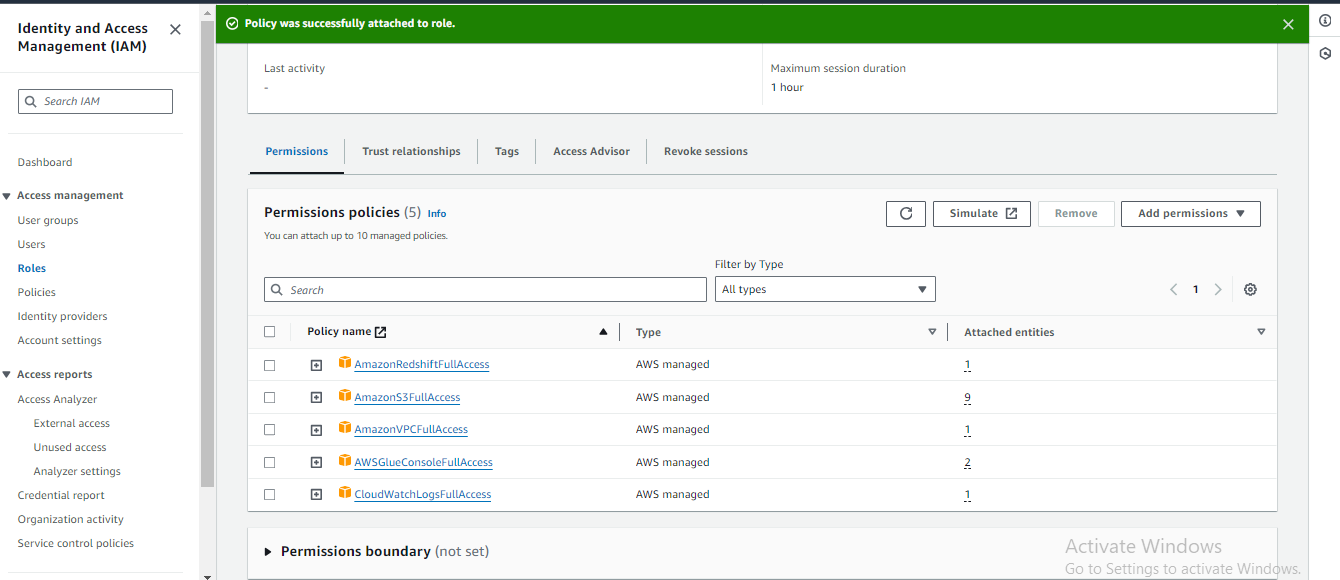 Identity and Access
Management (IAM)
Search IAM
Dashboard
Access management
User groups
Users
Roles
Policies
Identity providers
Account settings
Access reports
Access Analyzer
External access
Unused access
Analyzer settings
Credential report
Organization activity
Service control policies
Policy was successfully attached to role.
Last activity
-
Maximum session duration
1 hour
Permissions Trust relationships Tags Access Advisor Revoke sessions
Permissions policies (5) Info
You can attach up to 10 managed policies.
Simulate Remove Add permissions
Filter by Type
Search All types 1
Policy name Type Attached entities
AmazonRedshiftFullAccess AWS managed 1
AmazonS3FullAccess AWS managed 9
AmazonVPCFullAccess AWS managed 1
AWSGlueConsoleFullAccess AWS managed 2
CloudWatchLogsFullAccess AWS managed 1
Permissions boundary (not set)
Activate Windows
Go to Settings to activate Windows.